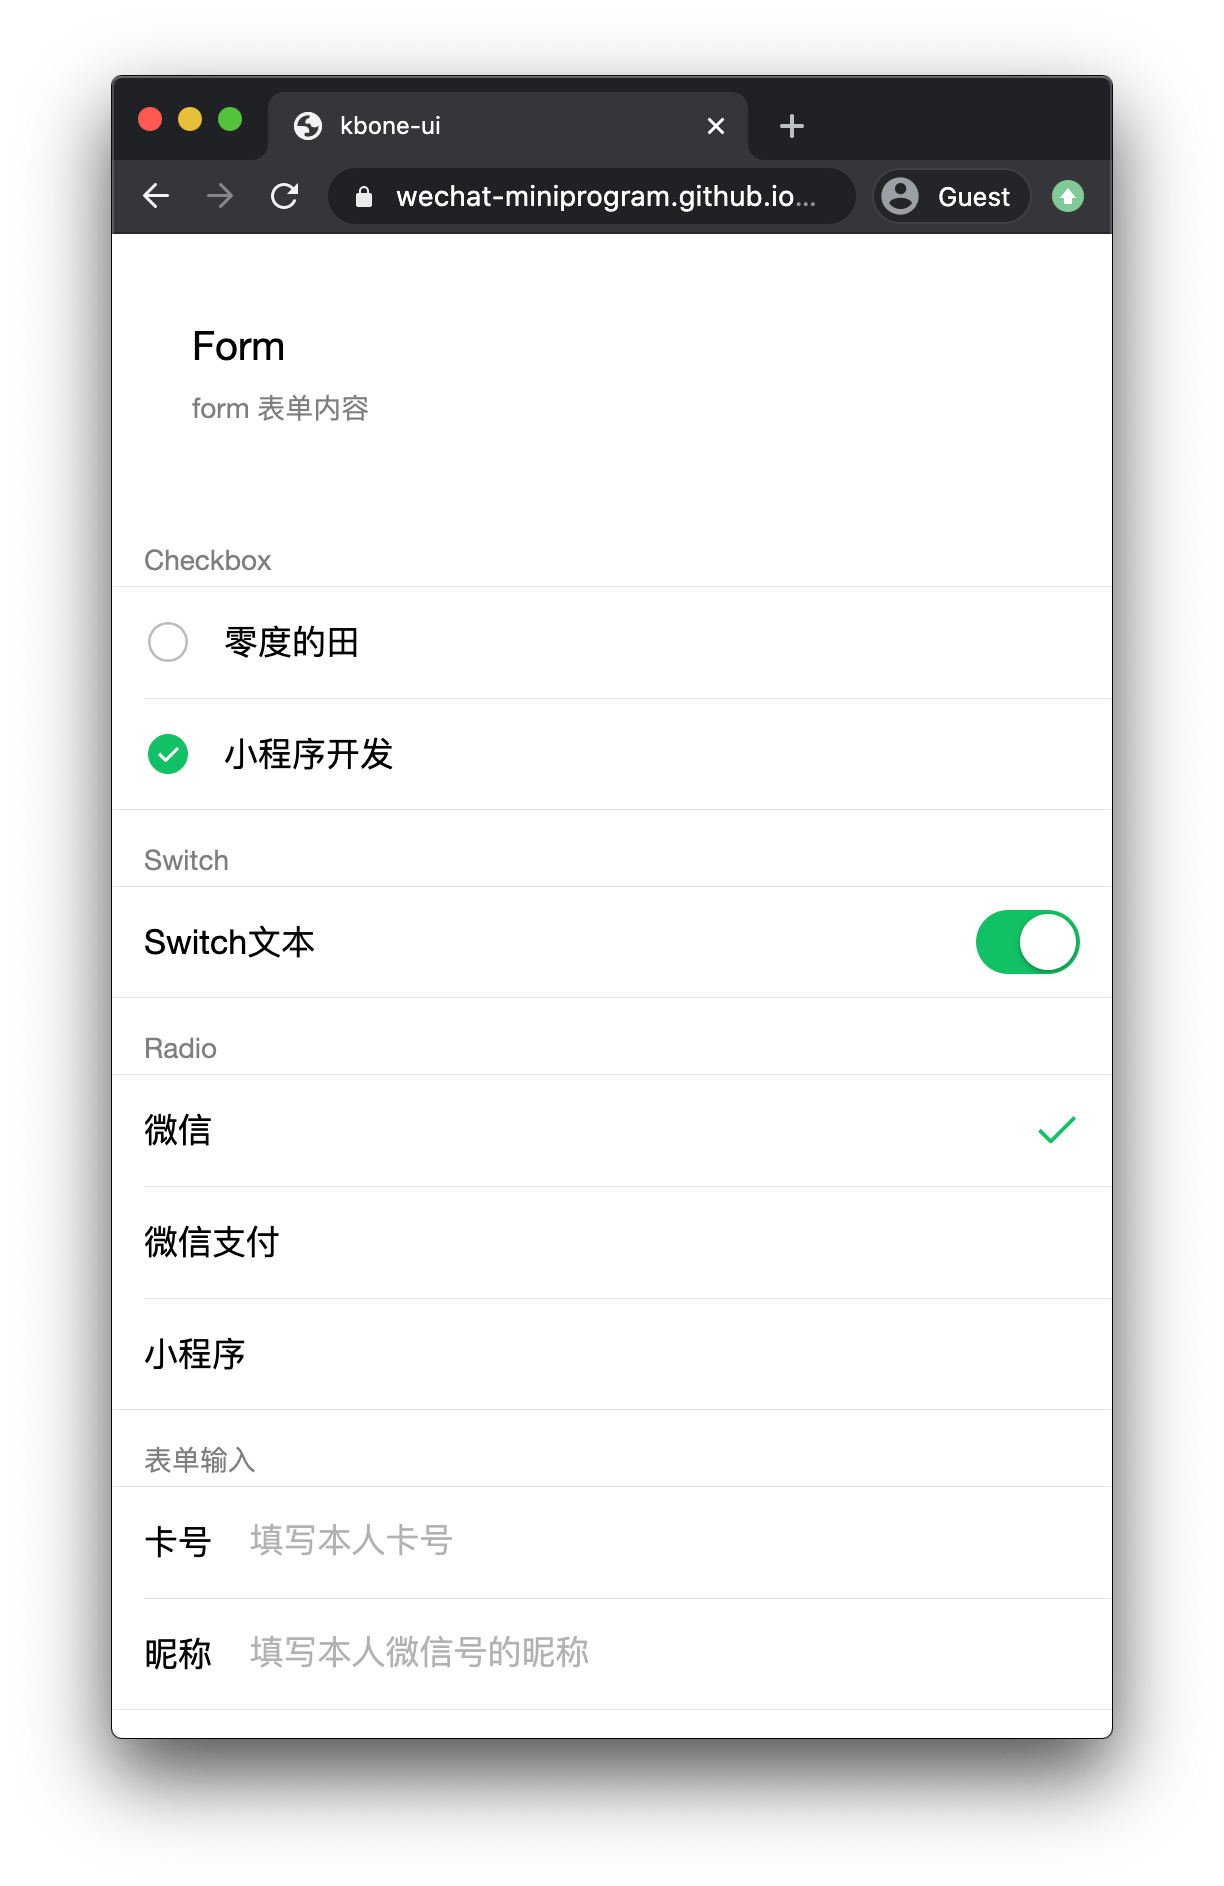 kbone-ui
wechat-miniprogram.github.io...
Guest
Form
form 表单内容
Checkbox
零度的田
小程序开发
Switch
Switch文本
Radio
微信
微信支付
小程序
表单输入
卡号 填写本人卡号
昵称 填写本人微信号的昵称